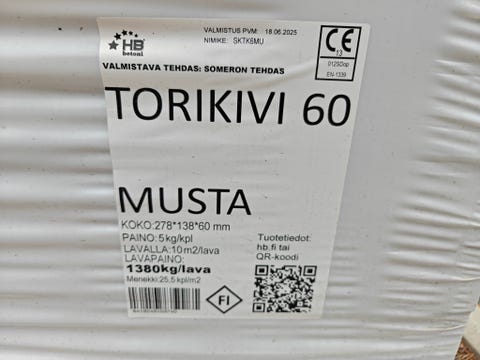 HB
betoni
VALMISTUS PVM: 18.06.2025
NIMIKE: SKTK6MU
CE
13
EN-1339
VALMISTAVA TEHDAS: SOMERON TEHDAS
TORIKIVI 60
MUSTA
KOKO:278*138*60 mm
PAINO:5kg/kpl
LAVALLA:10m2/lava
LAVAPAINO:
1380kg/lava
Menekki:25,5kpl/m2
Tuotetiedot:
hb.fi tai
QR-koodi
FI